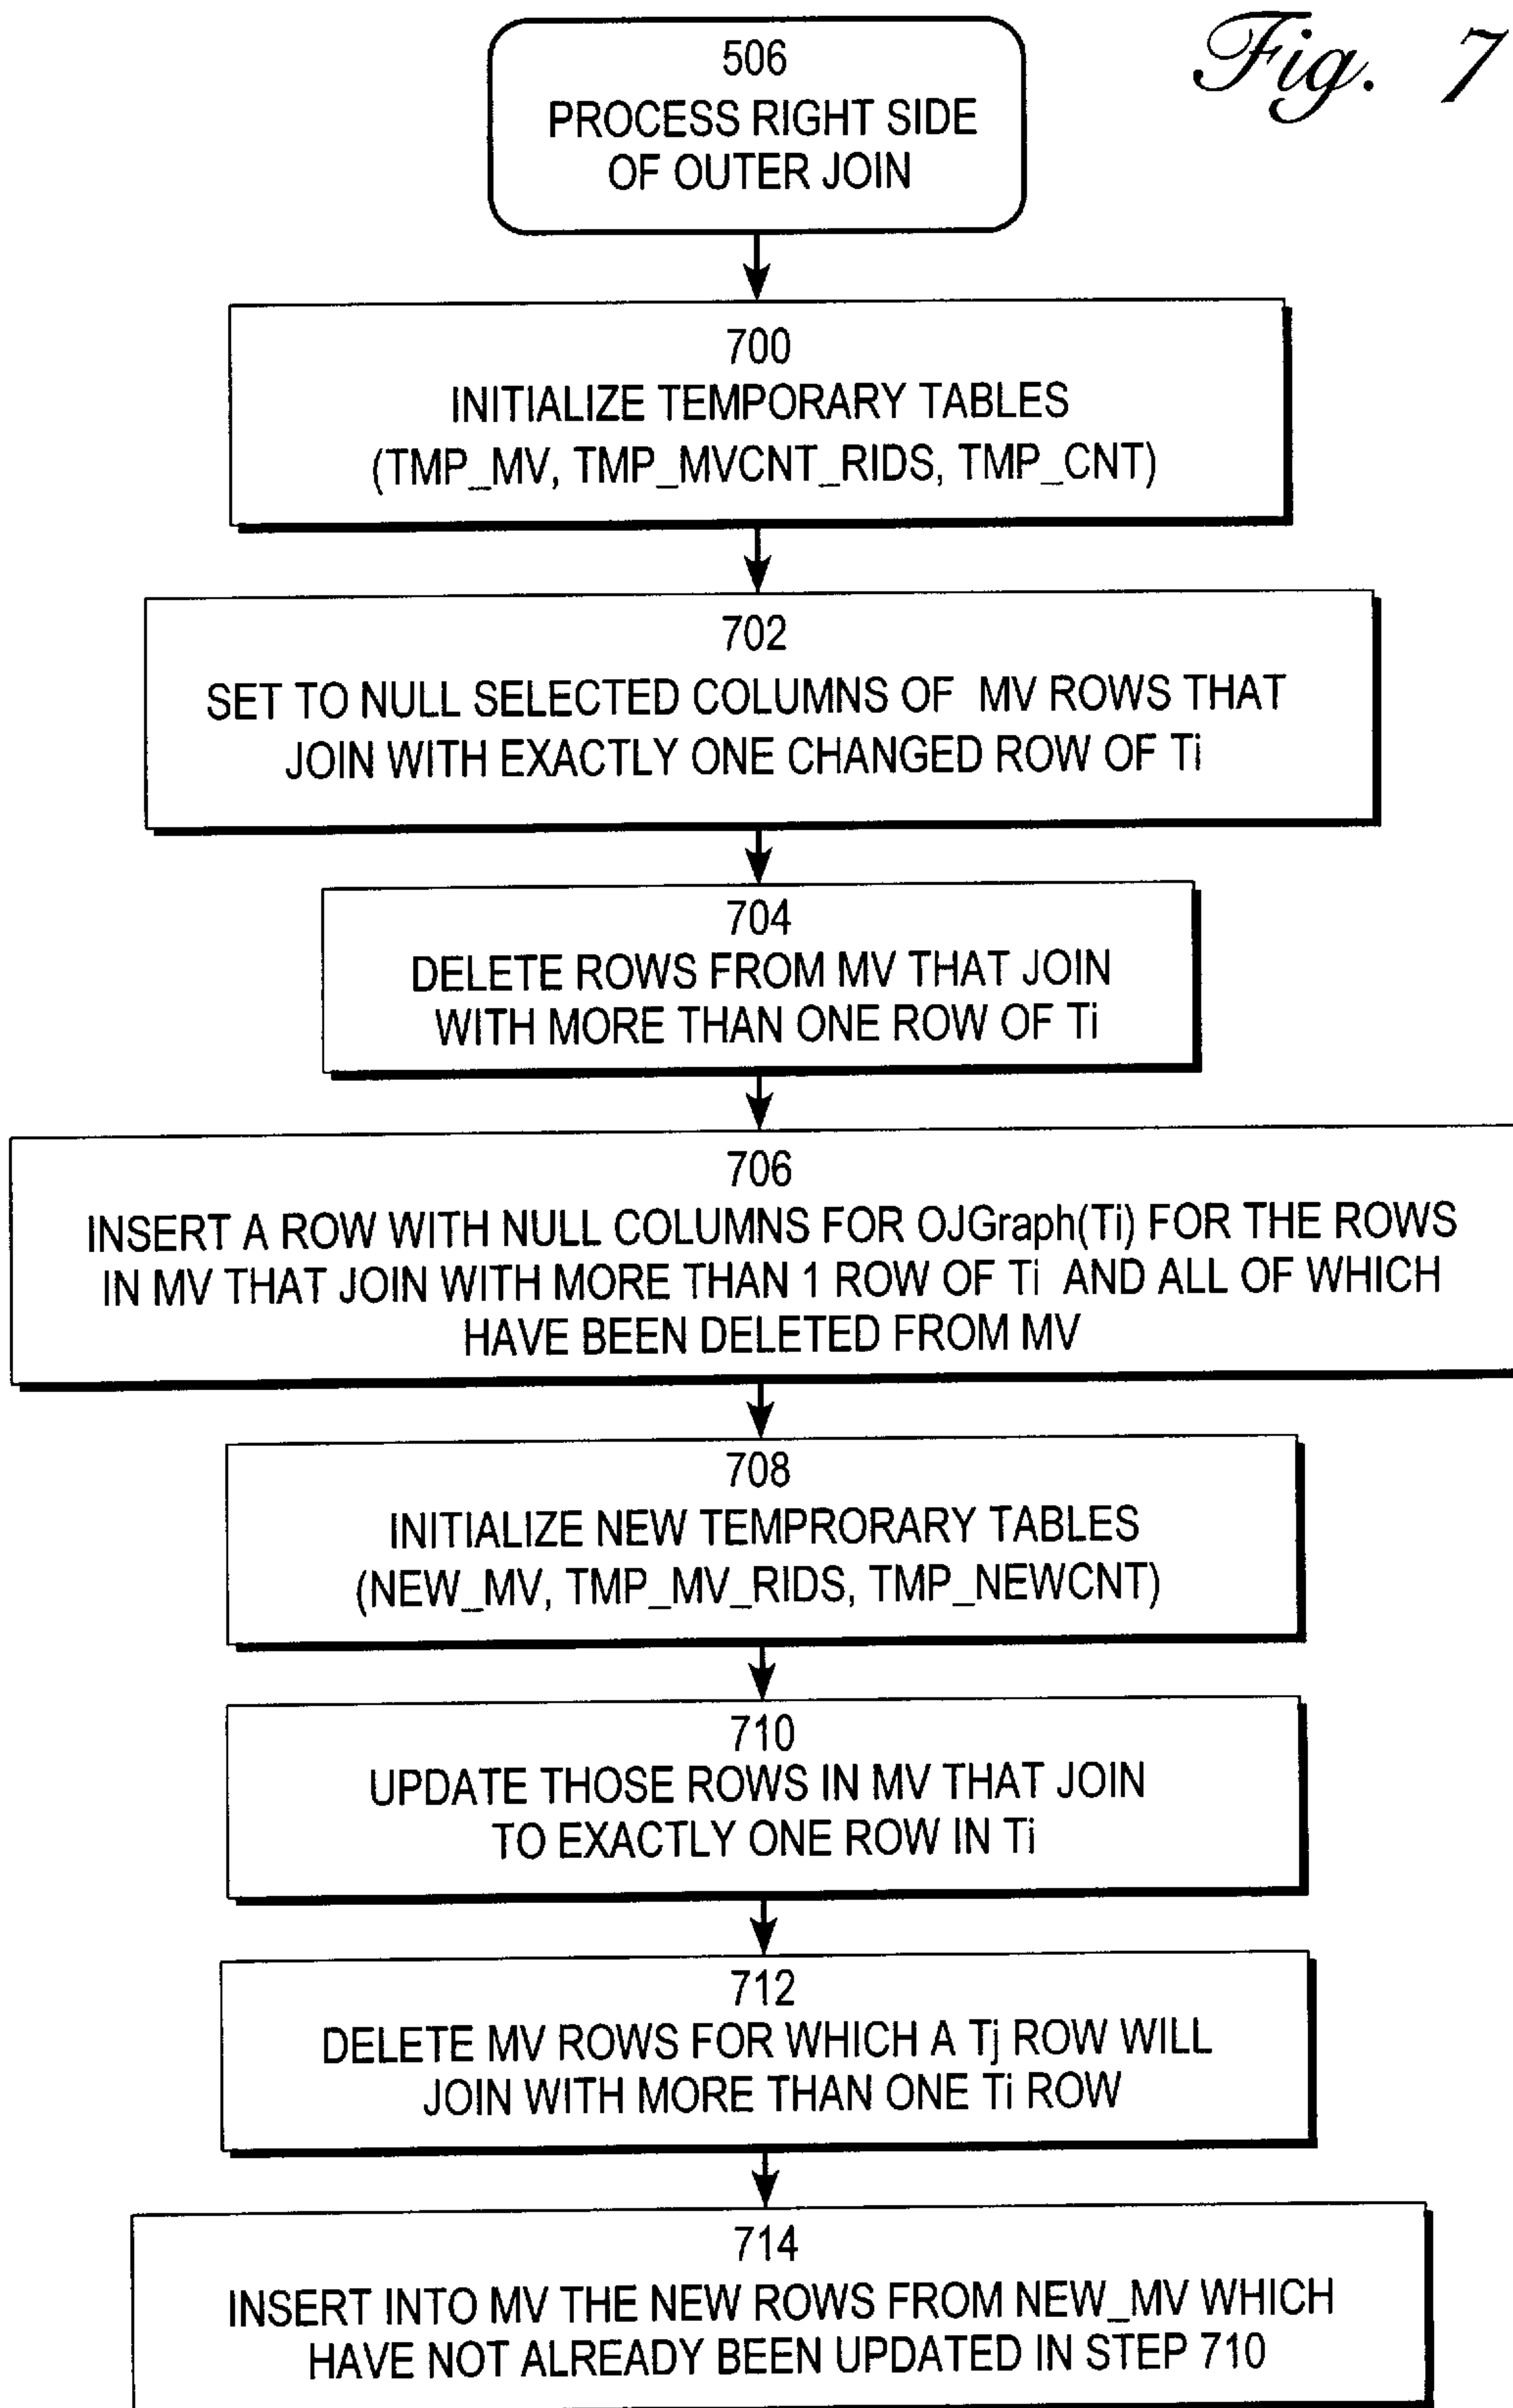 Fig. 7
506
PROCESS RIGHT SIDE
OF OUTER JOIN
700
INITIALIZE TEMPORARY TABLES
(TMP_MV, TMP_MVCNT_RIDS, TMP_CNT)
702
SET TO NULL SELECTED COLUMNS OF MV ROWS THAT
JOIN WITH EXACTLY ONE CHANGED ROW OF Ti
704
DELETE ROWS FROM MV THAT JOIN
WITH MORE THAN ONE ROW OF Ti
706
INSERT A ROW WITH NULL COLUMNS FOR OJGraph(Ti) FOR THE ROWS
IN MV THAT JOIN WITH MORE THAN 1 ROW OF Ti AND ALL OF WHICH
HAVE BEEN DELETED FROM MV
708
INITIALIZE NEW TEMPRORARY TABLES
(NEW_MV, TMP_MV_RIDS, TMP_NEWCNT)
710
UPDATE THOSE ROWS IN MV THAT JOIN
TO EXACTLY ONE ROW IN Ti
712
DELETE MV ROWS FOR WHICH A Tj ROW WILL
JOIN WITH MORE THAN ONE Ti ROW
714
INSERT INTO MV THE NEW ROWS FROM NEW_MV WHICH
HAVE NOT ALREADY BEEN UPDATED IN STEP 710